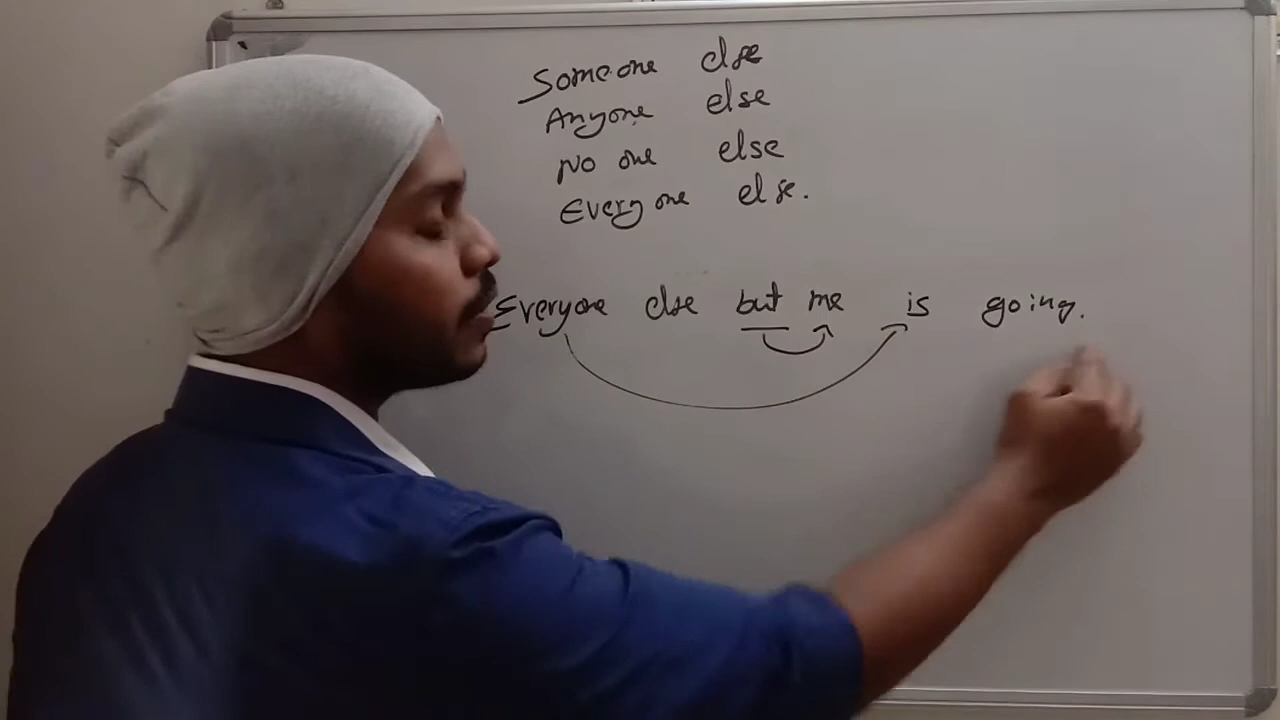 Someone else
Anyone else
No one else
Everyone else.
Everyone else but me is going.